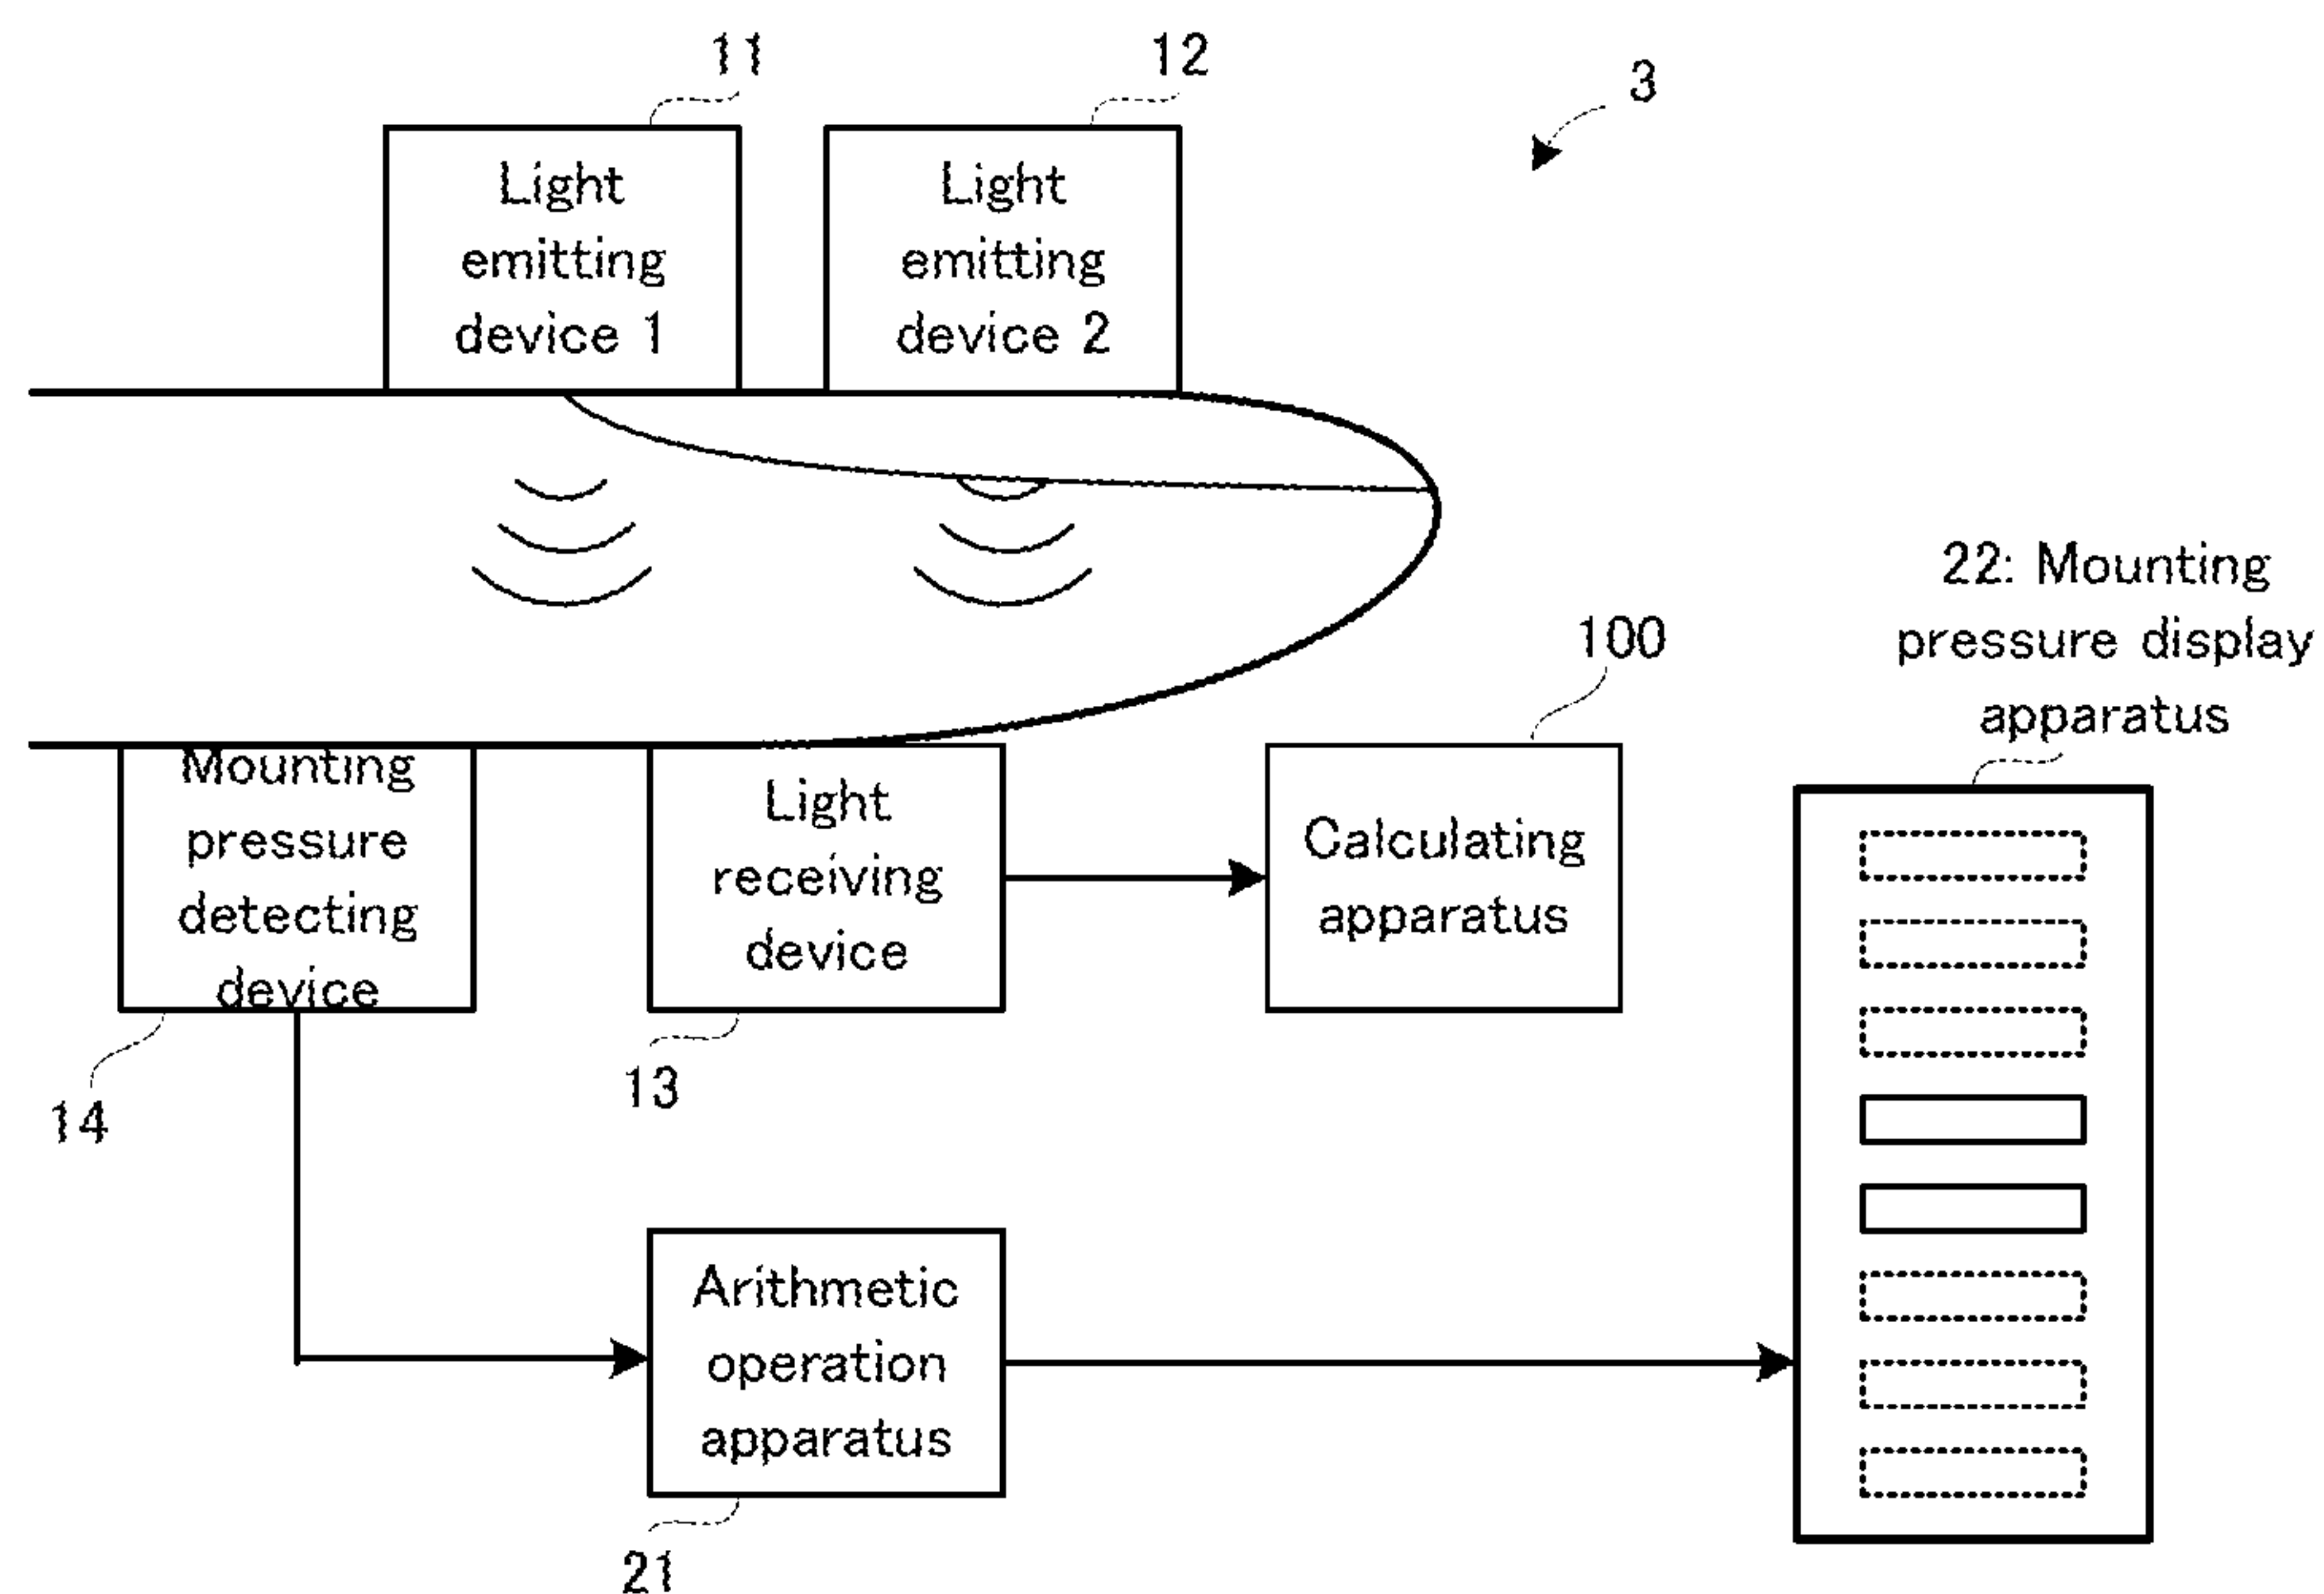 11
12
3
Light
emitting
device 1
Light
emitting
device 2
22: Mounting
pressure display
apparatus
100
Mounting
pressure
detecting
device
Light
receiving
device
Calculating
apparatus
14
13
Arithmetic
operation
apparatus
21